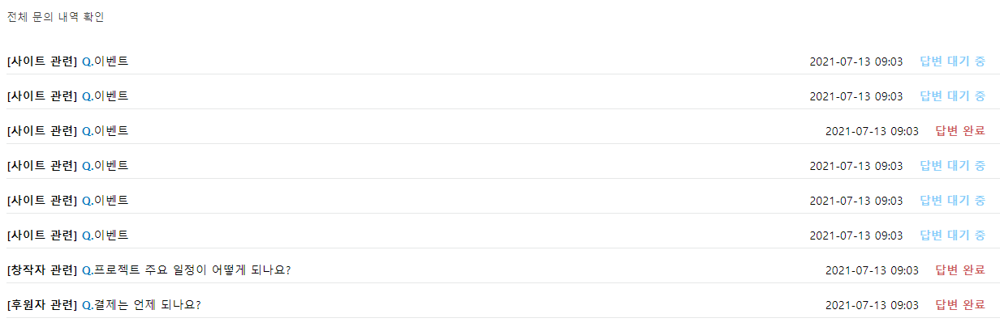 전체 문의 내역 확인
[사이트 관련] Q.이벤트 2021-07-13 09:03 답변 대기 중
[사이트 관련] Q.이벤트 2021-07-13 09:03 답변 대기 중
[사이트 관련] Q.이벤트 2021-07-13 09:03 답변 완료
[사이트 관련] Q.이벤트 2021-07-13 09:03 답변 대기 중
[사이트 관련] Q.이벤트 2021-07-13 09:03 답변 대기 중
[사이트 관련] Q.이벤트 2021-07-13 09:03 답변 대기 중
[창작자 관련] Q.프로젝트 주요 일정이 어떻게 되나요? 2021-07-13 09:03 답변 완료
[후원자 관련] Q.결제는 언제 되나요? 2021-07-13 09:03 답변 완료